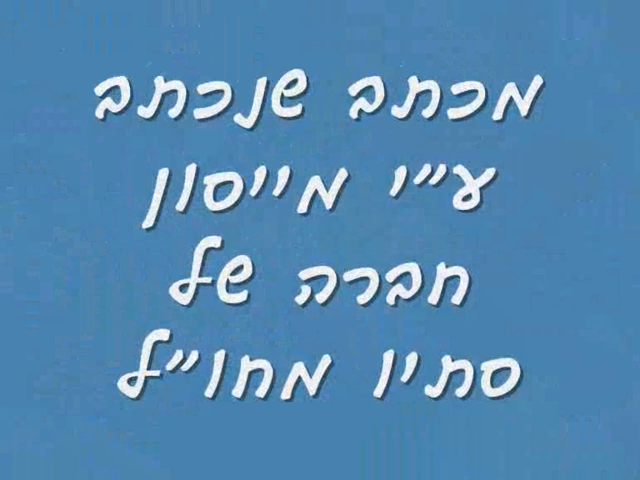 מכתב שנכתב
ע"י מייסון
חברה של
סתיו מחו"ל